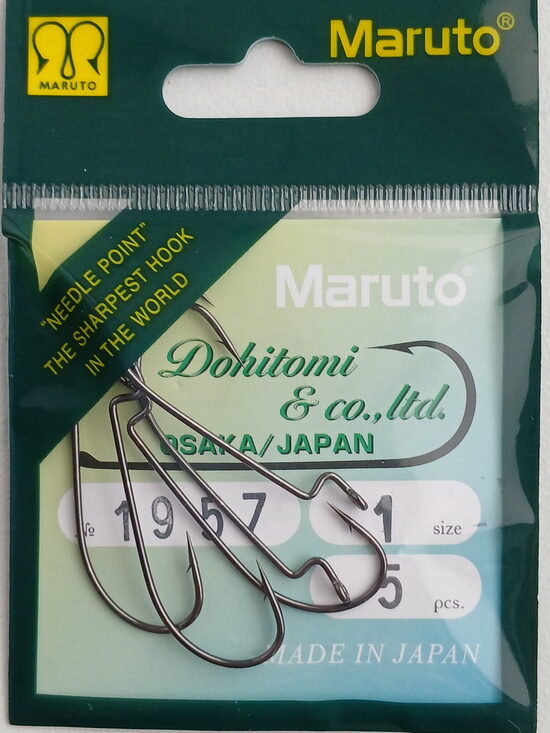 MARUTO
Maruto®
"NEEDLE POINT"
THE SHARPEST HOOK
IN THE WORLD
Maruto®
Dohitomi
& co., ltd.
OSAKA/JAPAN
No 1957
1 size
5 pcs.
MADE IN JAPAN